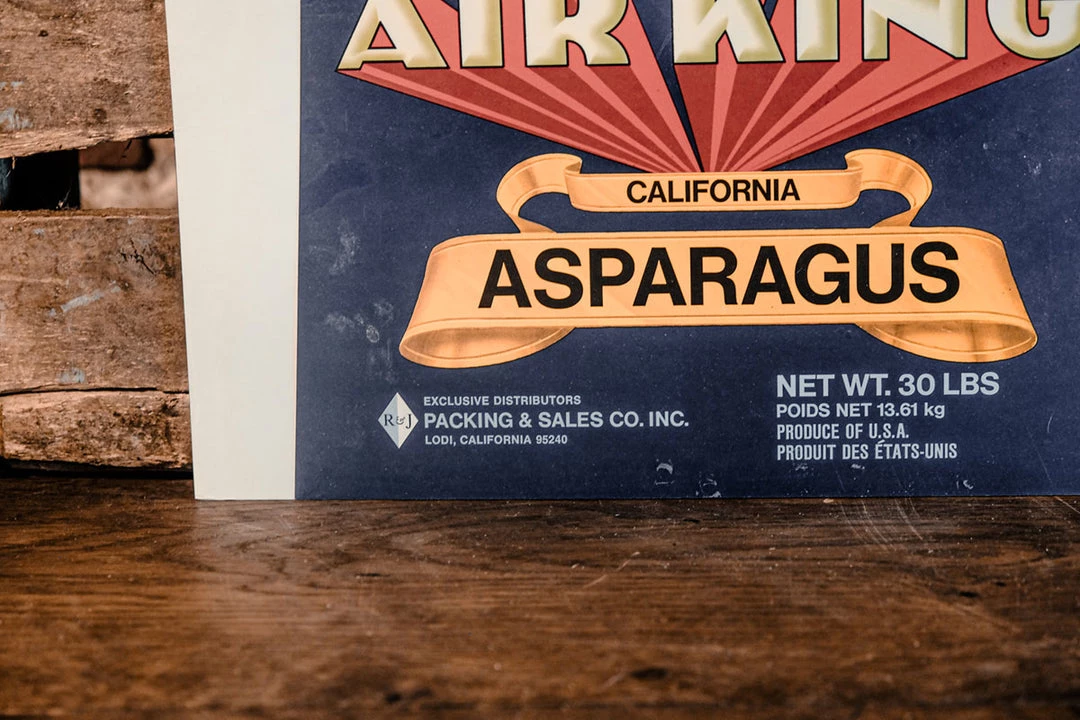 AIR KING
CALIFORNIA
ASPARAGUS
R&J
EXCLUSIVE DISTRIBUTORS
PACKING & SALES CO. INC.
LODI, CALIFORNIA 95240
NET WT. 30 LBS
POIDS NET 13.61 kg
PRODUCE OF U.S.A.
PRODUIT DES ÉTATS-UNIS